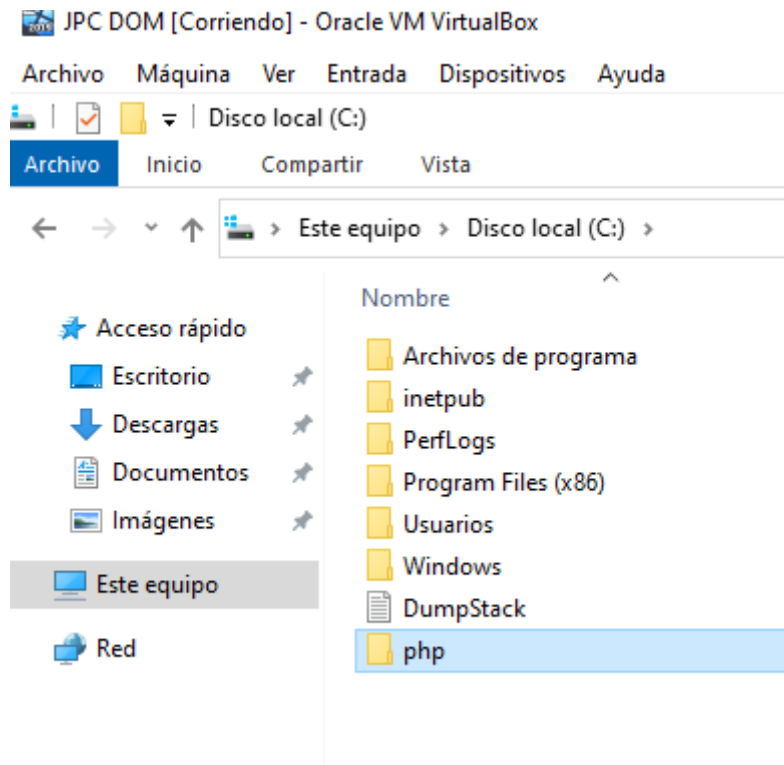 JPC DOM [Corriendo] - Oracle VM VirtualBox
Archivo Máquina Ver Entrada Dispositivos Ayuda
Disco local (C:)
Archivo Inicio Compartir Vista
Este equipo > Disco local (C:) >
Nombre
Acceso rápido
Escritorio
Descargas
Documentos
Imágenes
Este equipo
Red
Archivos de programa
inetpub
PerfLogs
Program Files (x86)
Usuarios
Windows
DumpStack
php